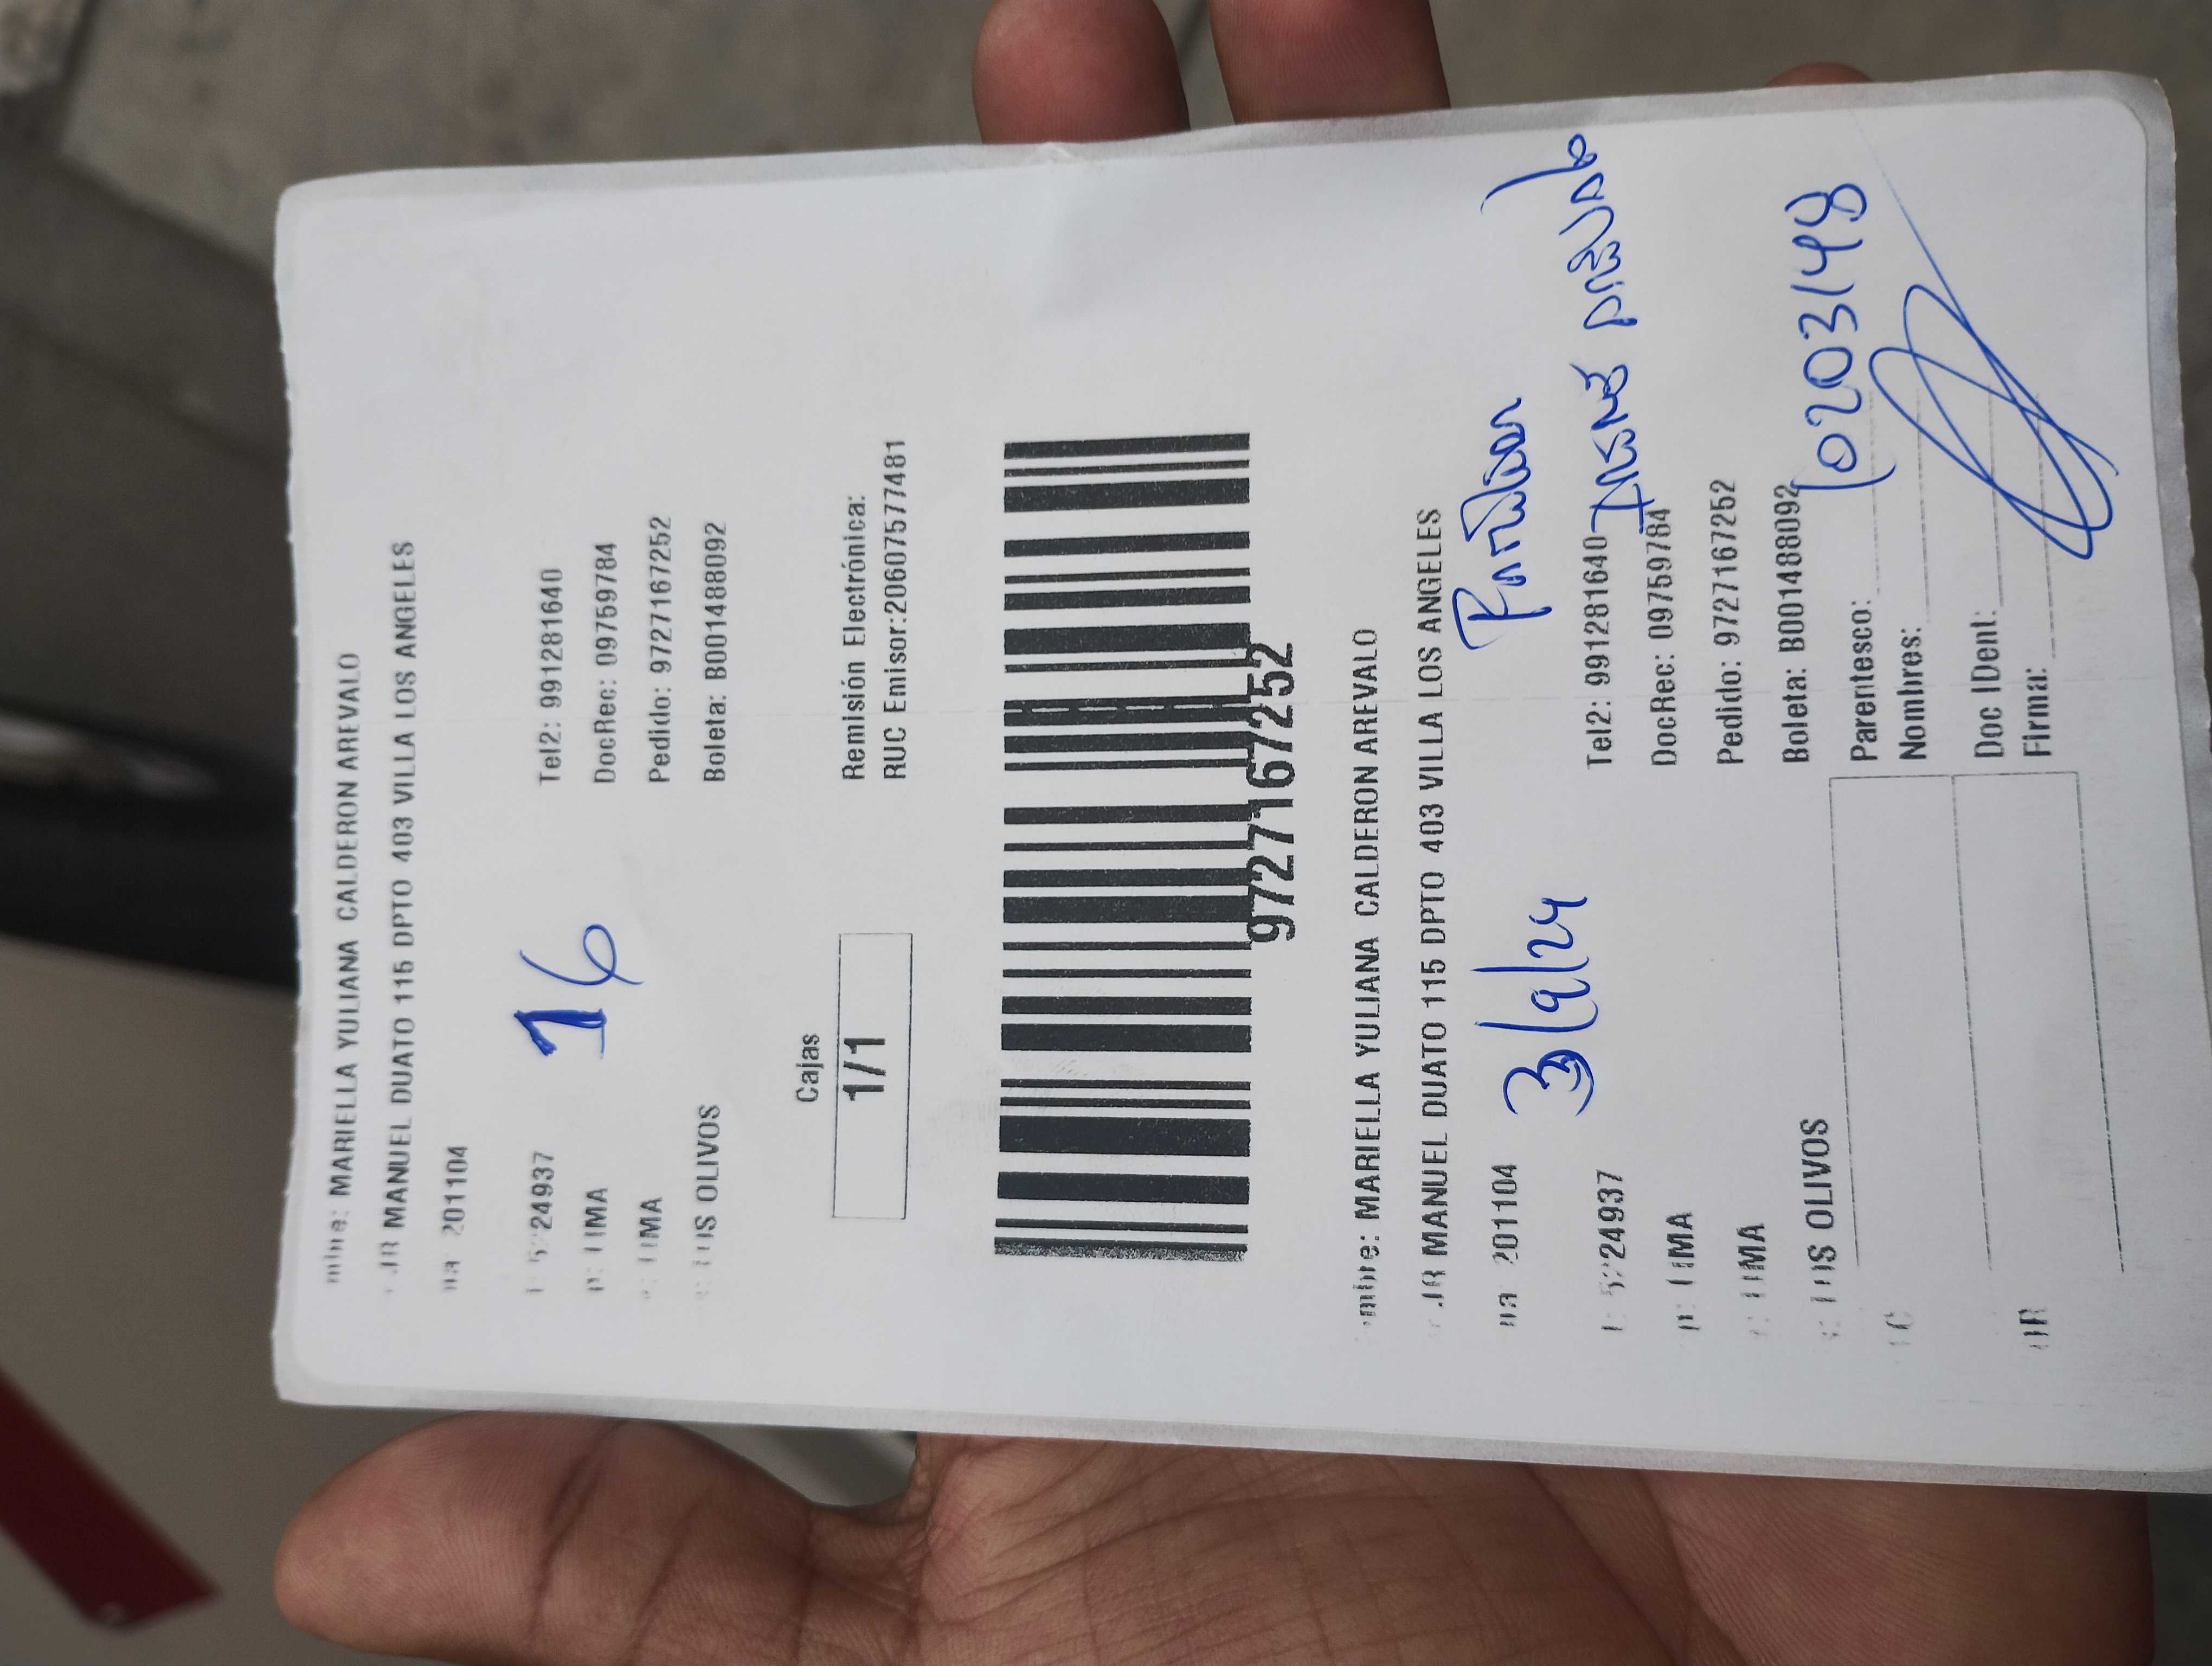 MARIELLA YULIANA CALDERON AREVALO
JR MANUEL DUATO 115 DPTO 403 VILLA LOS ANGELES
201104
5224937
Tel2: 991281640
16
LIMA
DocRec: 09759784
LIMA
Pedido: 9727167252
LOS OLIVOS
Boleta: B001488092
Cajas
1/1
Remisión Electrónica:
RUC Emisor:20607577481
9727167252
MARIELLA YULIANA CALDERON AREVALO
JR MANUEL DUATO 115 DPTO 403 VILLA LOS ANGELES
201104
3/9/24
5224937
Tel2: 991281640
LIMA
DocRec: 09759784
LIMA
Pedido: 9727167252
LOS OLIVOS
Boleta: B001488092
10203148
Parentesco:
Nombres:
Doc IDent:
Firma: